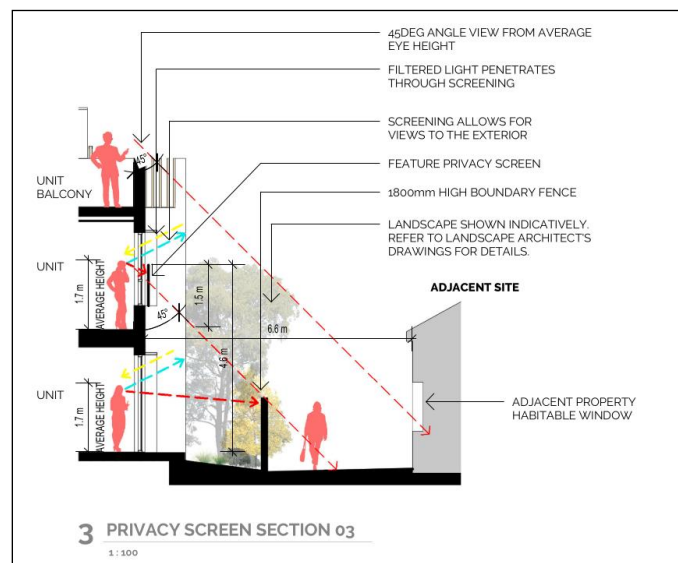 45DEG ANGLE VIEW FROM AVERAGE
EYE HEIGHT
FILTERED LIGHT PENETRATES
THROUGH SCREENING
SCREENING ALLOWS FOR
VIEWS TO THE EXTERIOR
FEATURE PRIVACY SCREEN
1800mm HIGH BOUNDARY FENCE
LANDSCAPE SHOWN INDICATIVELY.
REFER TO LANDSCAPE ARCHITECT'S
DRAWINGS FOR DETAILS.
ADJACENT SITE
ADJACENT PROPERTY
HABITABLE WINDOW
45°
UNIT
BALCONY
UNIT
1.7 m
AVERAGE HEIGHT
1.5 m
45°
6.6 m
4.6 m
UNIT
1.7 m
AVERAGE HEIGHT
3 PRIVACY SCREEN SECTION 03
1 : 100